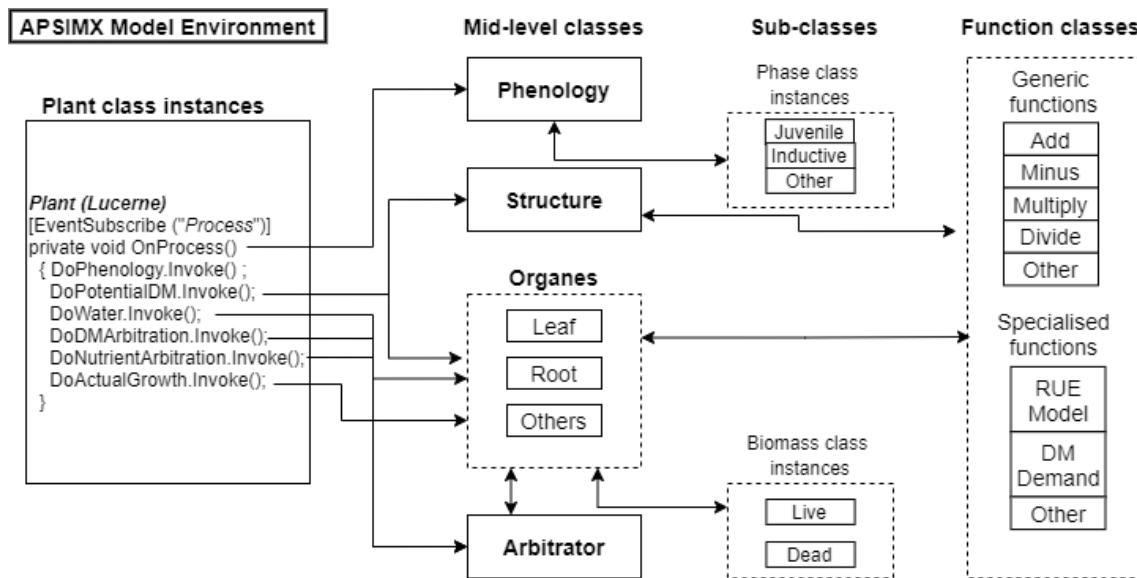 APSIMX Model Environment
Plant class instances
Plant (Lucerne)
[EventSubscribe ("Process")]
private void OnProcess()
{ DoPhenology.Invoke() ;
DoPotentialDM.Invoke();
DoWater.Invoke();
DoDMArbitration.Invoke();
DoNutrientArbitration.Invoke();
DoActualGrowth.Invoke();
}
Mid-level classes
Phenology
Structure
Organes
Leaf
Root
Others
Arbitrator
Sub-classes
Phase class
instances
Juvenile
Inductive
Other
Biomass class
instances
Live
Dead
Function classes
Generic
functions
Add
Minus
Multiply
Divide
Other
Specialised
functions
RUE
Model
DM
Demand
Other